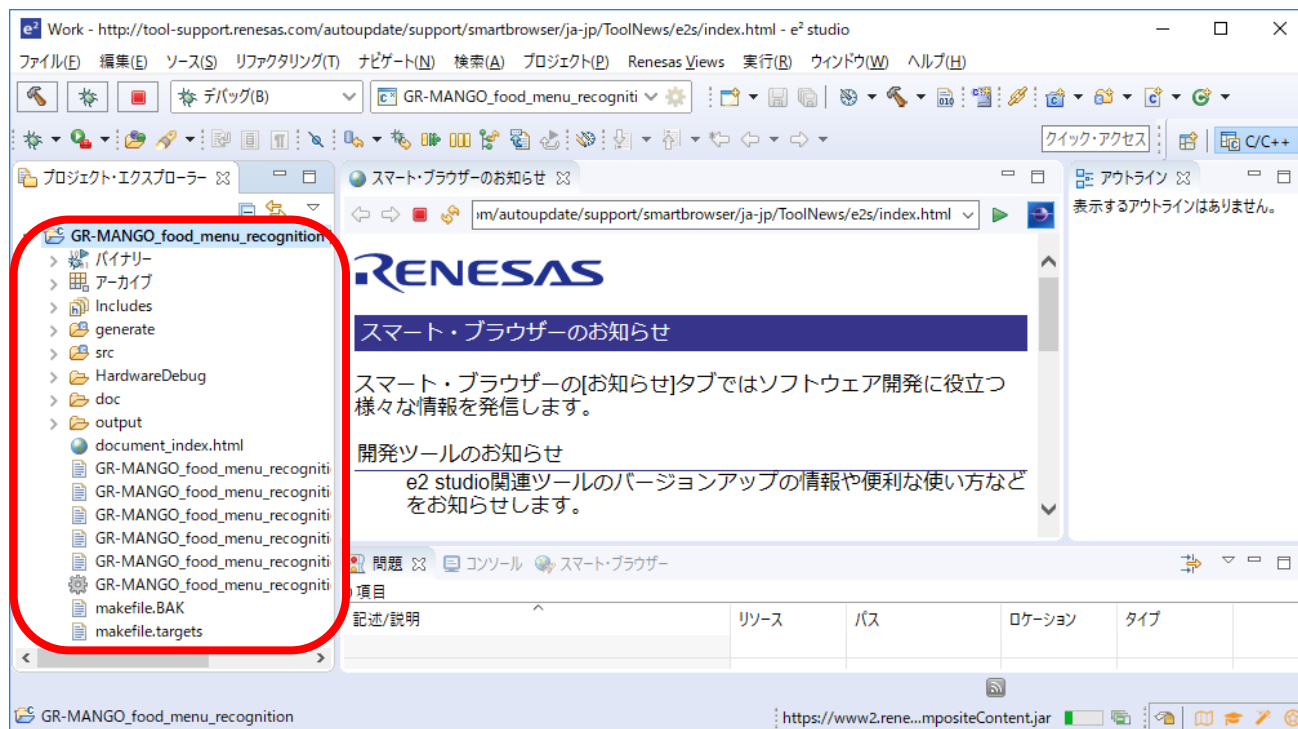 Work - http://tool-support.renesas.com/autoupdate/support/smartbrowser/ja-jp/ToolNews/e2s/index.html - e² studio
ファイル(F) 編集(E) ソース(S) リファクタリング(T) ナビゲート(N) 検索(A) プロジェクト(P) Renesas Views 実行(R) ウィンドウ(W) ヘルプ(H)
デバッグ(B) GR-MANGO_food_menu_recogniti
クイック・アクセス C/C++
プロジェクト・エクスプローラー
GR-MANGO_food_menu_recognition
バイナリー
アーカイブ
Includes
generate
src
HardwareDebug
doc
output
document_index.html
GR-MANGO_food_menu_recogniti
GR-MANGO_food_menu_recogniti
GR-MANGO_food_menu_recogniti
GR-MANGO_food_menu_recogniti
GR-MANGO_food_menu_recogniti
GR-MANGO_food_menu_recogniti
makefile.BAK
makefile.targets
スマート・ブラウザーのお知らせ
m/autoupdate/support/smartbrowser/ja-jp/ToolNews/e2s/index.html
RENESAS
スマート・ブラウザーのお知らせ
スマート・ブラウザーの[お知らせ]タブではソフトウェア開発に役立つ
様々な情報を発信します。
開発ツールのお知らせ
e2 studio関連ツールのバージョンアップの情報や便利な使い方など
をお知らせします。
アウトライン
表示するアウトラインはありません。
問題 コンソール スマート・ブラウザー
項目
記述/説明 リソース パス ロケーション タイプ
GR-MANGO_food_menu_recognition
https://www2.rene...mpositeContent.jar